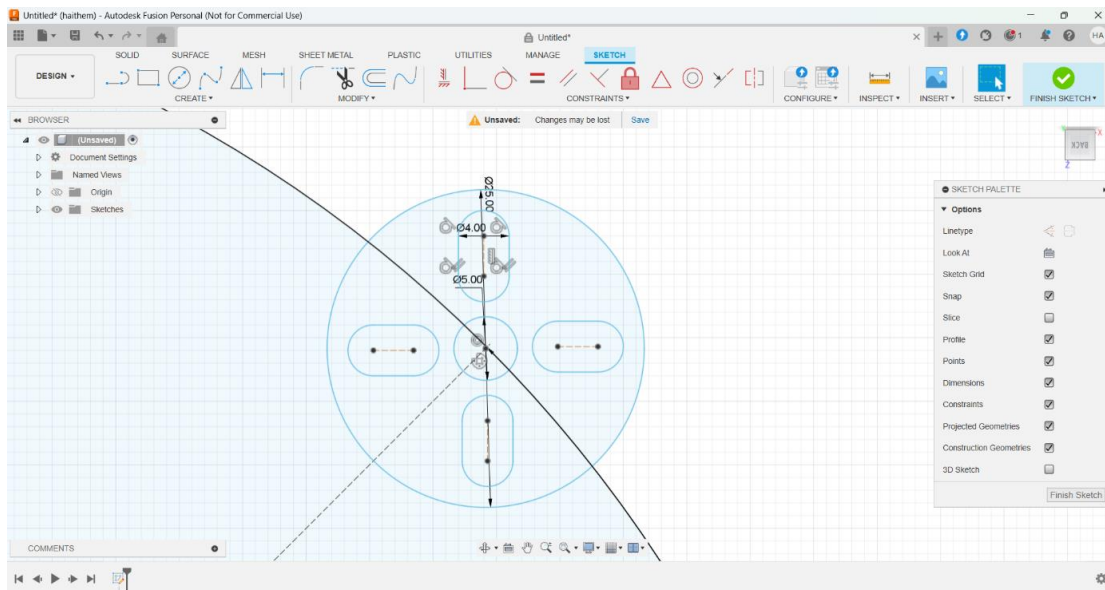 Untitled* (haithem) - Autodesk Fusion Personal (Not for Commercial Use)
Untitled*
1
HA
SOLID SURFACE MESH SHEET METAL PLASTIC UTILITIES MANAGE SKETCH
DESIGN
CREATE MODIFY CONSTRAINTS CONFIGURE INSPECT INSERT SELECT FINISH SKETCH
BROWSER
Unsaved: Changes may be lost Save
(Unsaved)
Document Settings
Named Views
Origin
Sketches
X
BACK
Z
Ø25.00
Ø4.00
Ø5.00
SKETCH PALETTE
Options
Linetype
Look At
Sketch Grid
Snap
Slice
Profile
Points
Dimensions
Constraints
Projected Geometries
Construction Geometries
3D Sketch
Finish Sketch
COMMENTS